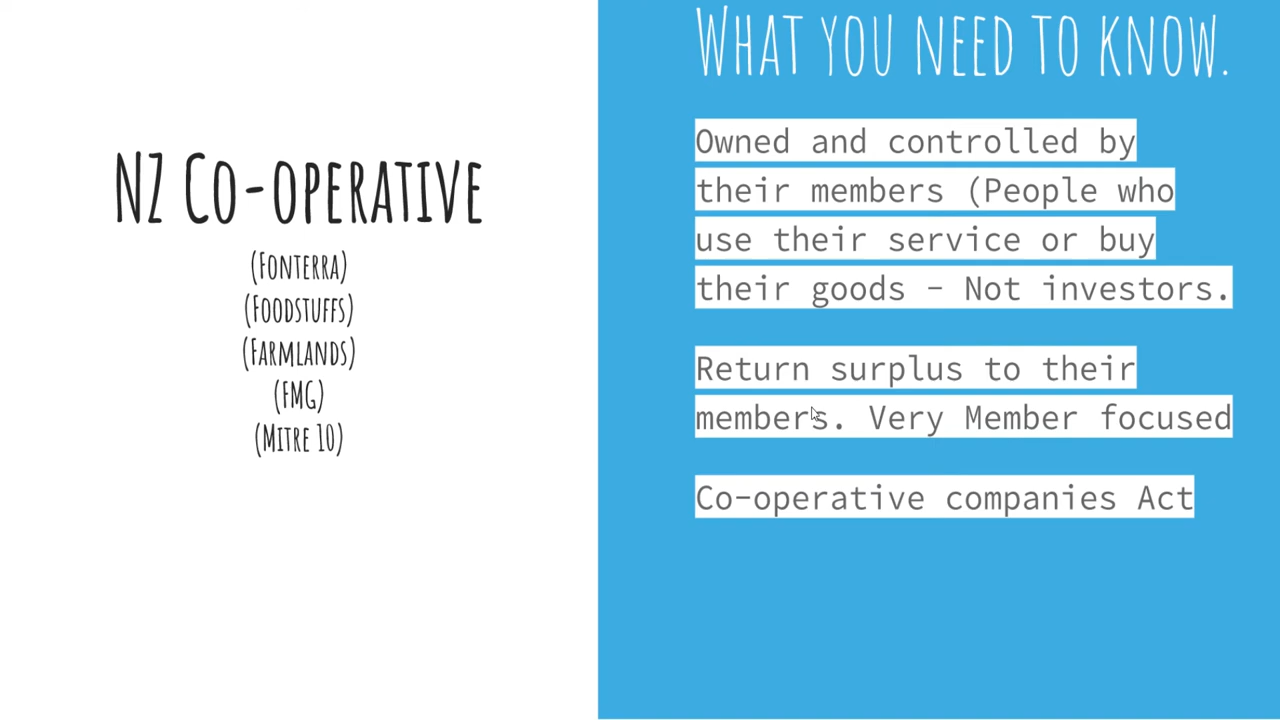 NZ Co-operative
(Fonterra)
(Foodstuffs)
(Farmlands)
(FMG)
(Mitre 10)
What you need to know.
Owned and controlled by
their members (People who
use their service or buy
their goods - Not investors.
Return surplus to their
members. Very Member focused
Co-operative companies Act